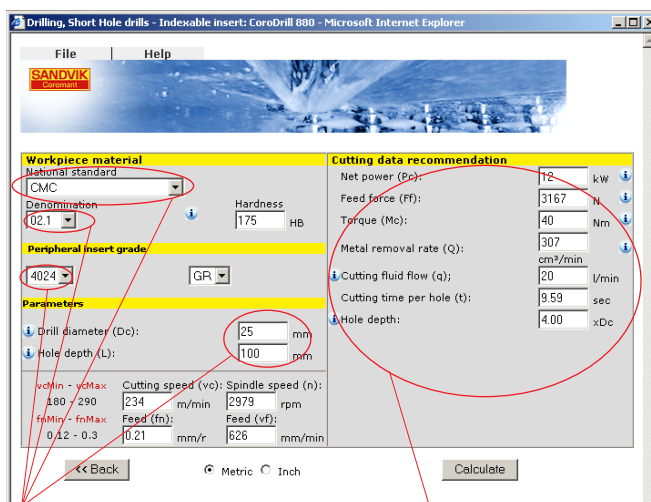 Drilling, Short Hole drills - Indexable insert: CoroDrill 880 - Microsoft Internet Explorer
File Help
SANDVIK
Coromant
Workpiece material
National standard
CMC
Denomination
02.1
Hardness
175 HB
Peripheral insert grade
4024 GR
Parameters
Drill diameter (Dc): 25 mm
Hole depth (L): 100 mm
vcMin - vcMax Cutting speed (vc): Spindle speed (n):
180 - 290 234 m/min 2979 rpm
fnMin - fnMax Feed (fn): Feed (vf):
0.12 - 0.3 0.21 mm/r 626 mm/min
Cutting data recommendation
Net power (Pc): 12 kW
Feed force (Ff): 3167 N
Torque (Mc): 40 Nm
Metal removal rate (Q): 307
cm³/min
Cutting fluid flow (q); 20 l/min
Cutting time per hole (t): 9.59 sec
Hole depth: 4.00 xDc
<< Back Metric Inch Calculate